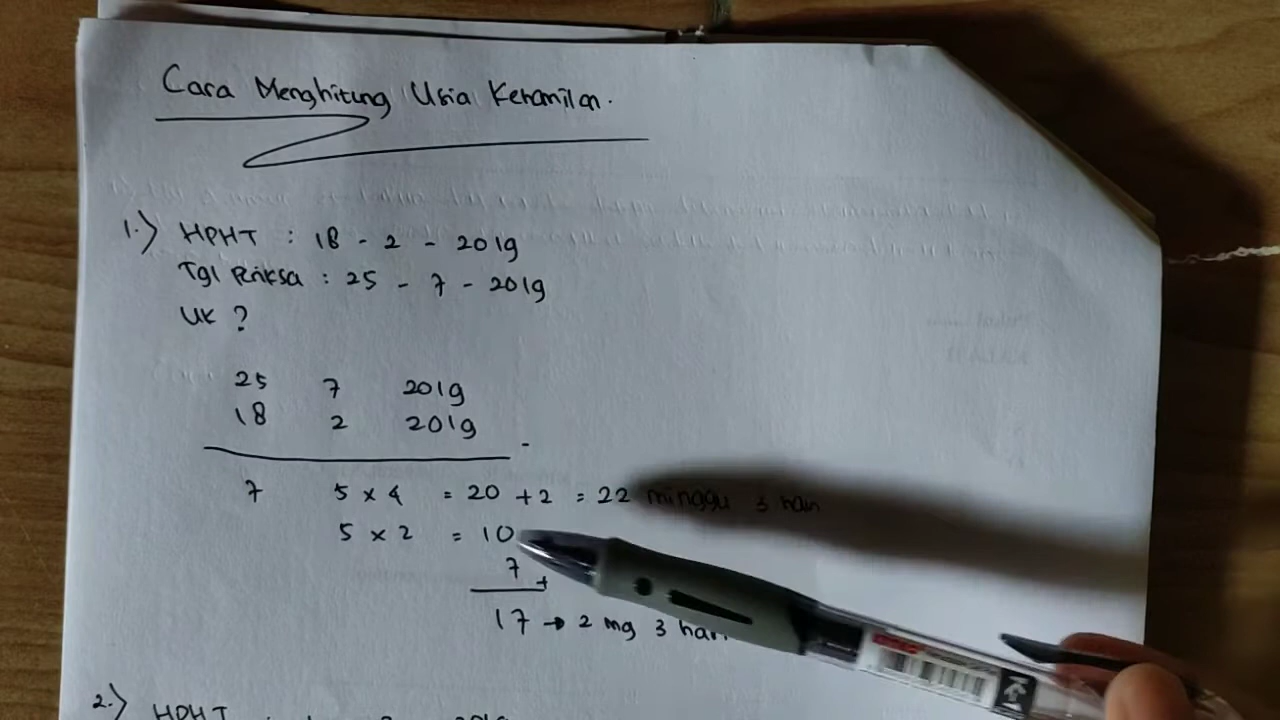 Cara Menghitung Usia Kehamilan.
1.) HPHT : 18 - 2 - 2019
Tgl Periksa : 25 - 7 - 2019
UK ?
25 7 2019
18 2 2019 -
7 5 x 4 = 20 + 2 = 22 minggu 3 hari
5 x 2 = 10
7 +
17 → 2 mg 3 hari
2.) HPHT